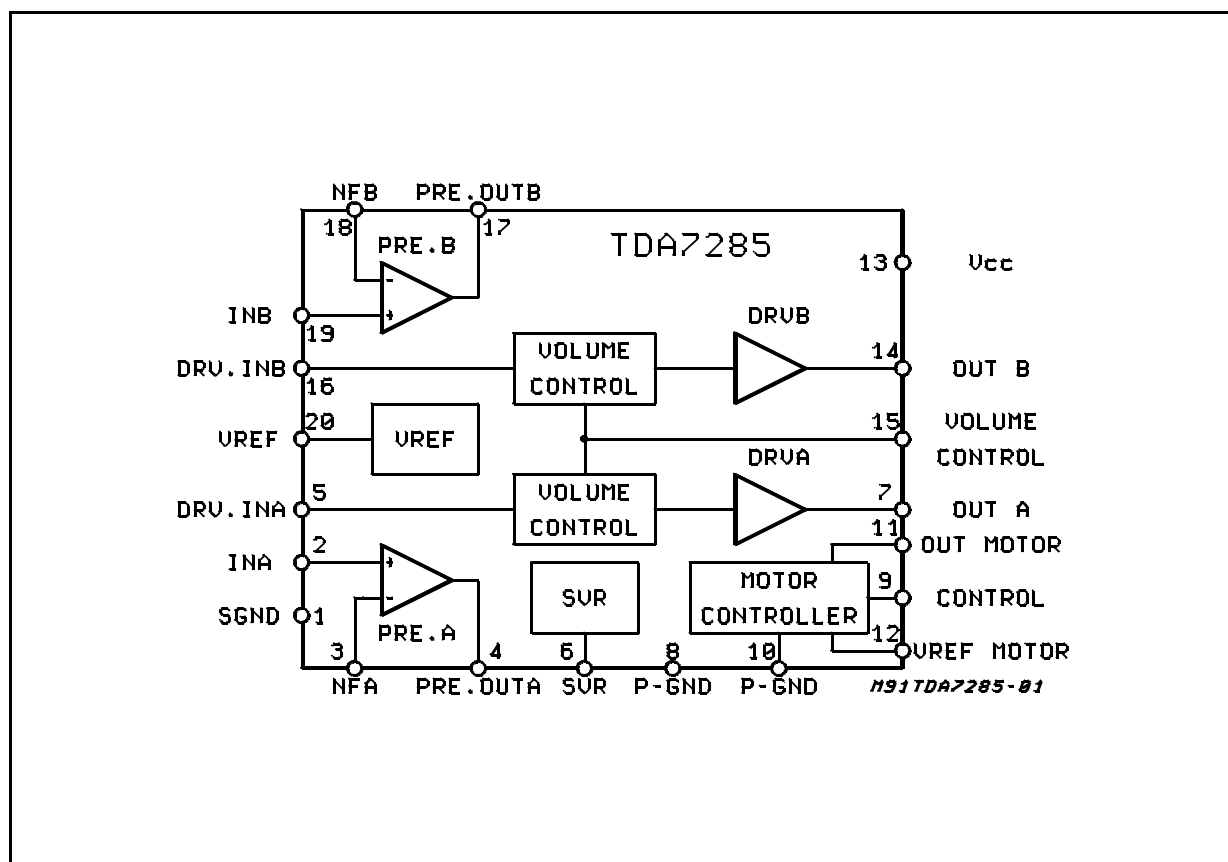 NFB PRE.OUTB
18 17
PRE.B
TDA7285
13 Vcc
-
+
INB
19
DRVB
DRV.INB
16
VOLUME
CONTROL
14
OUT B
20
VREF
VREF
15
VOLUME
CONTROL
DRVA
DRV.INA
5
VOLUME
CONTROL
7
OUT A
11
OUT MOTOR
INA
2
+
-
SVR
MOTOR
CONTROLLER
9
CONTROL
SGND
1
PRE.A
12
VREF MOTOR
3 4 6 8 10
NFA PRE.OUTA SVR P-GND P-GND
M91TDA7285-01